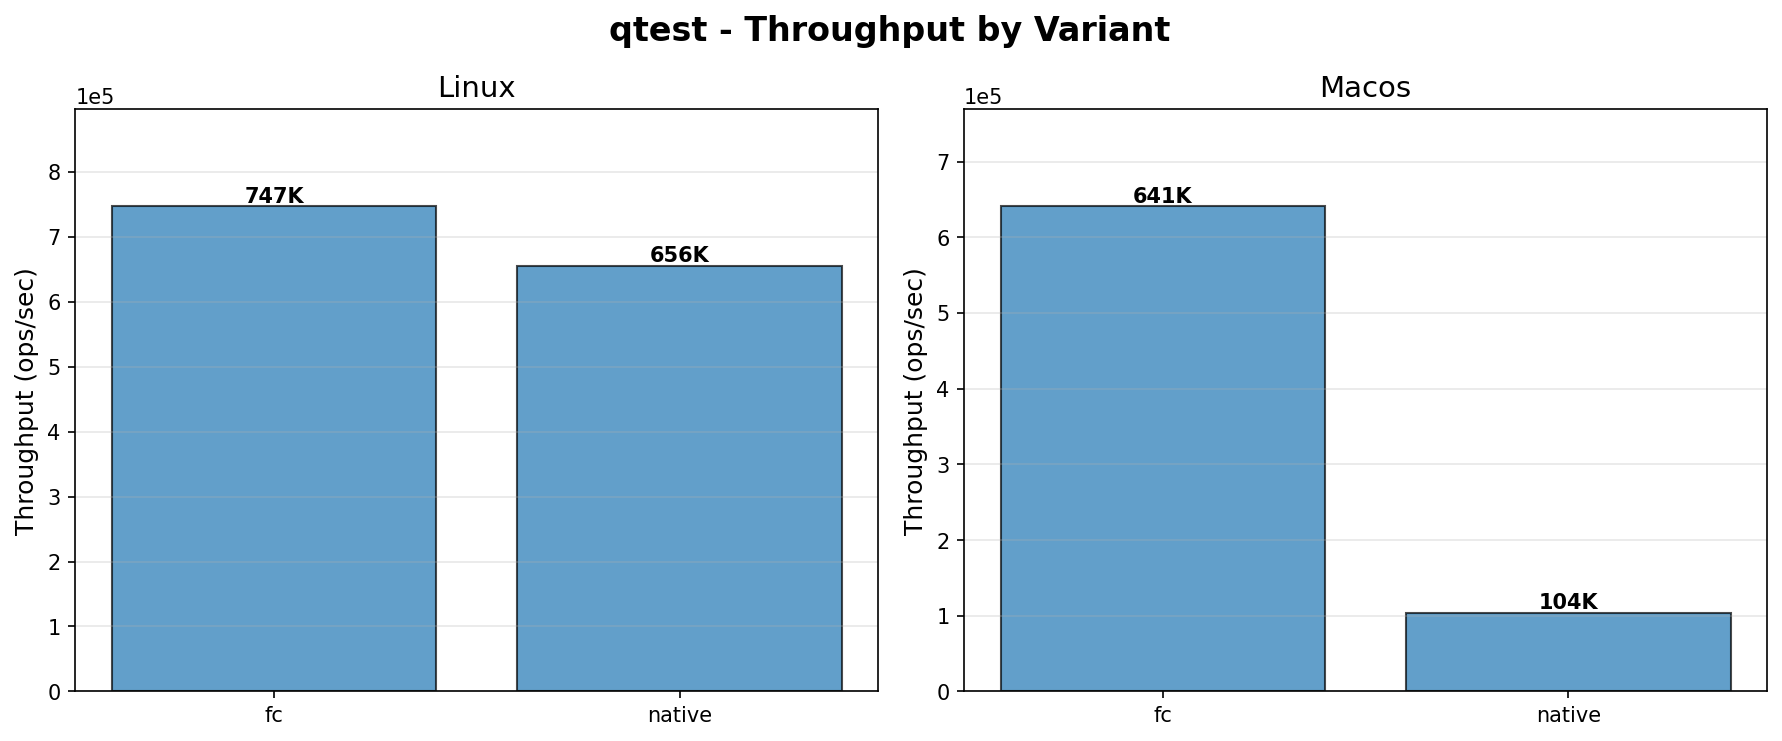 qtest - Throughput by Variant
Linux
1e5
Throughput (ops/sec)
8
7
6
5
4
3
2
1
0
747K
656K
fc
native
Macos
1e5
Throughput (ops/sec)
7
6
5
4
3
2
1
0
641K
104K
fc
native